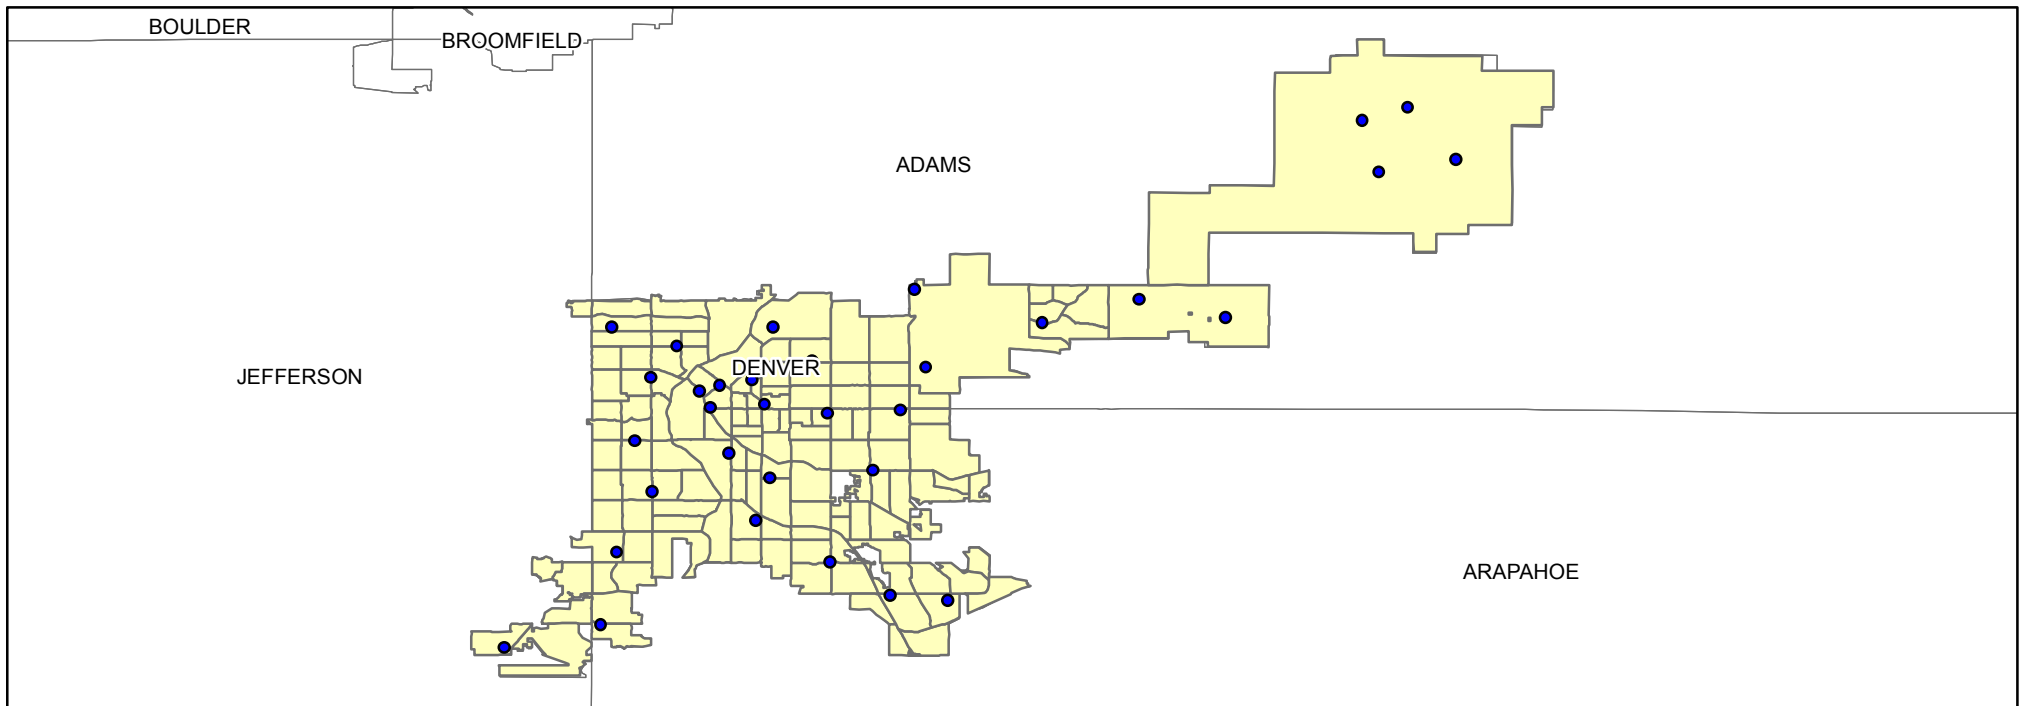 BOULDER
BROOMFIELD
ADAMS
DENVER
JEFFERSON
ARAPAHOE